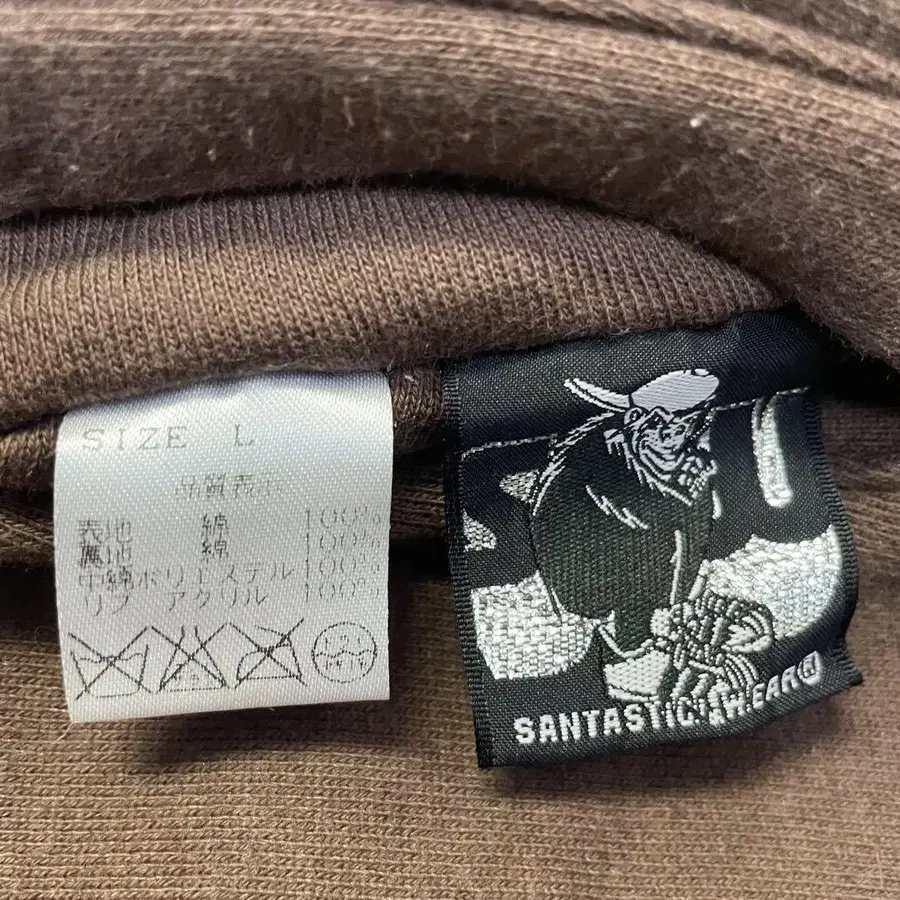 SIZE L
品質表示
表地 綿 100%
裏地 綿 100%
中綿ポリエステル 100%
リブ アクリル 100%
SANTASTIC! WEAR®